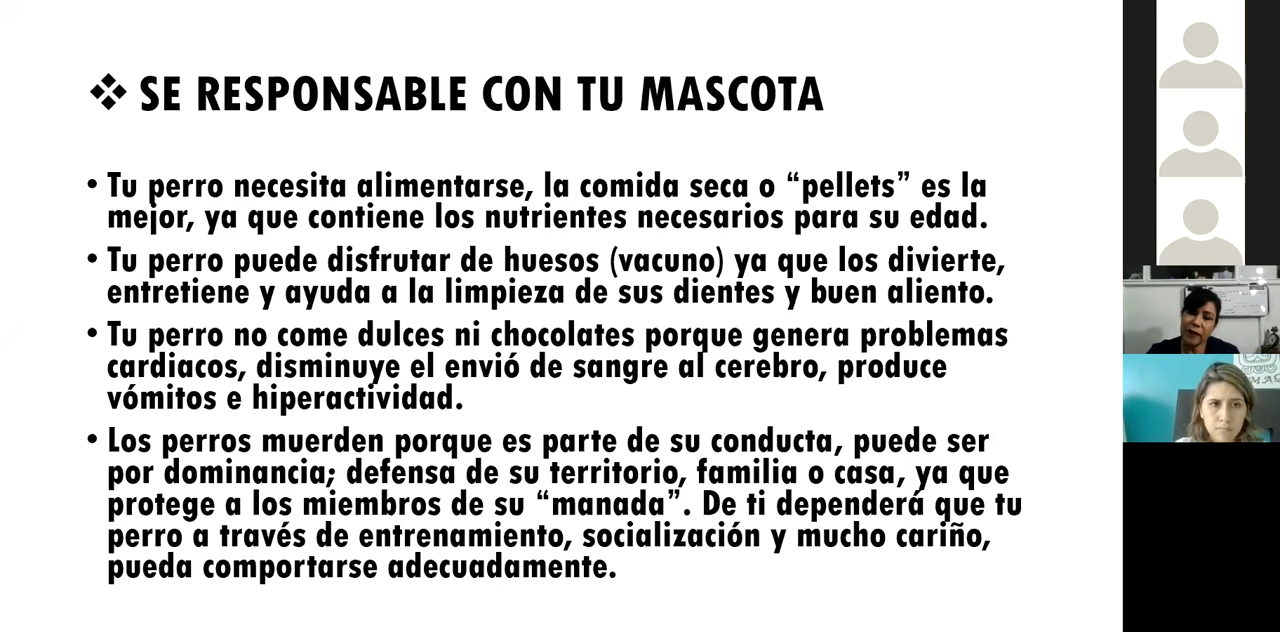 ❖ SE RESPONSABLE CON TU MASCOTA
• Tu perro necesita alimentarse, la comida seca o “pellets” es la
mejor, ya que contiene los nutrientes necesarios para su edad.
• Tu perro puede disfrutar de huesos (vacuno) ya que los divierte,
entretiene y ayuda a la limpieza de sus dientes y buen aliento.
• Tu perro no come dulces ni chocolates porque genera problemas
cardiacos, disminuye el envió de sangre al cerebro, produce
vómitos e hiperactividad.
• Los perros muerden porque es parte de su conducta, puede ser
por dominancia; defensa de su territorio, familia o casa, ya que
protege a los miembros de su “manada”. De ti dependerá que tu
perro a través de entrenamiento, socialización y mucho cariño,
pueda comportarse adecuadamente.